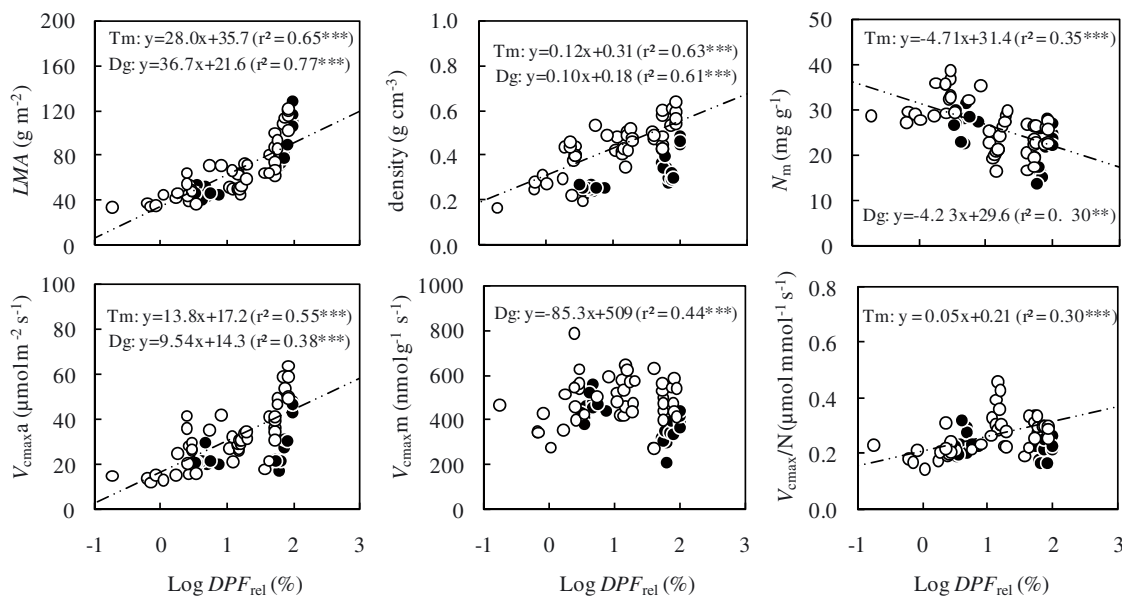 200
160
120
80
40
0
LMA (g m-2)
Tm: y=28.0x+35.7 (r²=0.65***)
Dg: y=36.7x+21.6 (r²=0.77***)
1.0
0.8
0.6
0.4
0.2
0.0
density (g cm-3)
Tm: y=0.12x+0.31 (r²=0.63***)
Dg: y=0.10x+0.18 (r²=0.61***)
50
40
30
20
10
0
Nm (mg g-1)
Tm: y=-4.71x+31.4 (r²=0.35***)
Dg: y=-4.2 3x+29.6 (r²=0. 30**)
100
80
60
40
20
0
Vcmaxa (µmol m-2 s-1)
Tm: y=13.8x+17.2 (r²=0.55***)
Dg: y=9.54x+14.3 (r²=0.38***)
-1 0 1 2 3
Log DPFrel (%)
1000
800
600
400
200
0
Vcmaxm (nmol g-1 s-1)
Dg: y=-85.3x+509 (r²=0.44***)
-1 0 1 2 3
Log DPFrel (%)
0.8
0.6
0.4
0.2
0.0
Vcmax/N (µmol mmol-1 s-1)
Tm: y = 0.05x+0.21 (r²=0.30***)
-1 0 1 2 3
Log DPFrel (%)